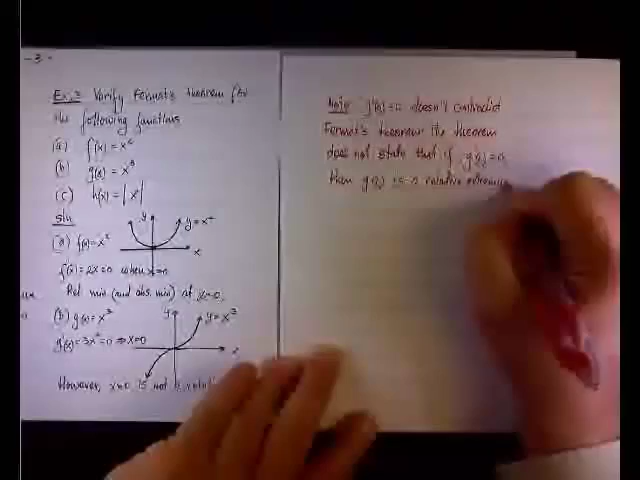 -3-
Ex. 3 Verify Fermat's theorem for
the following functions
(a) f(x) = x²
(b) g(x) = x³
(c) h(x) = |x|
sln
y
y = x²
x
(a) f(x) = x²
f'(x) = 2x = 0 when x=0
Rel min (and abs. min) at x=0.
(b) g(x) = x³
y
y = x³
g'(x) = 3x² = 0 ⇒ x=0
x
However, x=0 is not a
Note: g'(0) = 0 doesn't contradict
Fermat's theorem. The theorem
does not state that if g'(c) = 0,
then g(c) is a relative